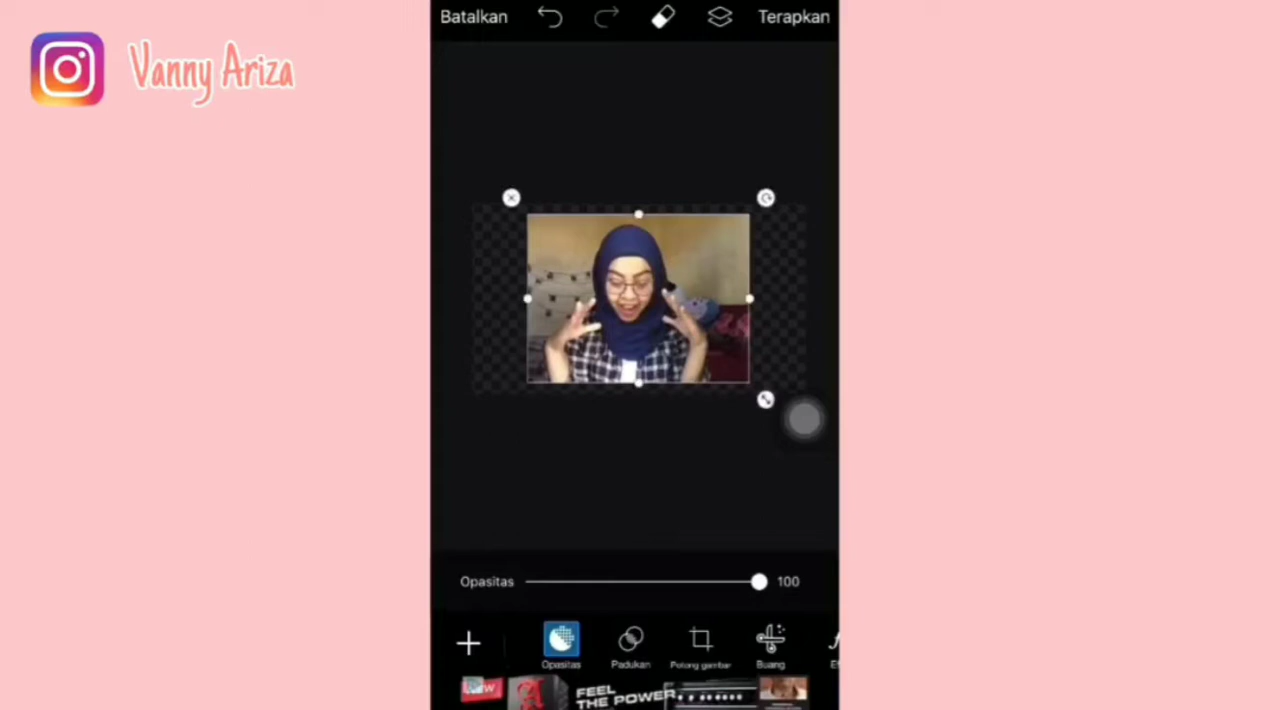 Batalkan
Terapkan
Vanny Ariza
Opasitas
100
Opasitas
Padukan
Potong gambar
Buang
FEEL
THE POWER